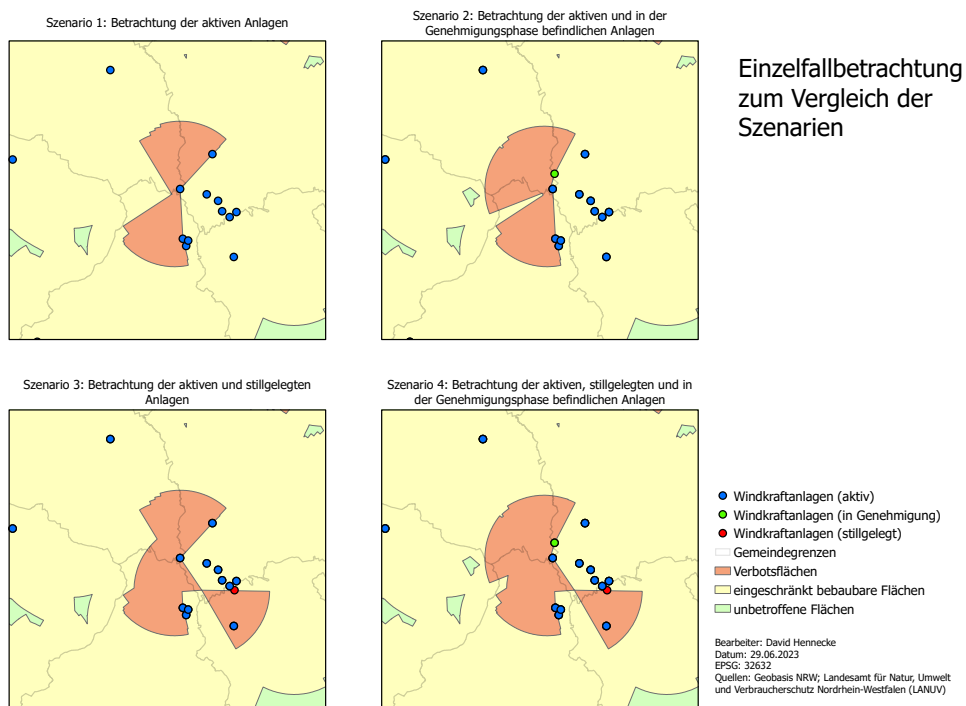 Szenario 1: Betrachtung der aktiven Anlagen
Szenario 2: Betrachtung der aktiven und in der
Genehmigungsphase befindlichen Anlagen
Einzelfallbetrachtung
zum Vergleich der
Szenarien
Szenario 3: Betrachtung der aktiven und stillgelegten
Anlagen
Szenario 4: Betrachtung der aktiven, stillgelegten und in
der Genehmigungsphase befindlichen Anlagen
Windkraftanlagen (aktiv)
Windkraftanlagen (in Genehmigung)
Windkraftanlagen (stillgelegt)
Gemeindegrenzen
Verbotsflächen
eingeschränkt bebaubare Flächen
unbetroffene Flächen
Bearbeiter: David Hennecke
Datum: 29.06.2023
EPSG: 32632
Quellen: Geobasis NRW; Landesamt für Natur, Umwelt
und Verbraucherschutz Nordrhein-Westfalen (LANUV)